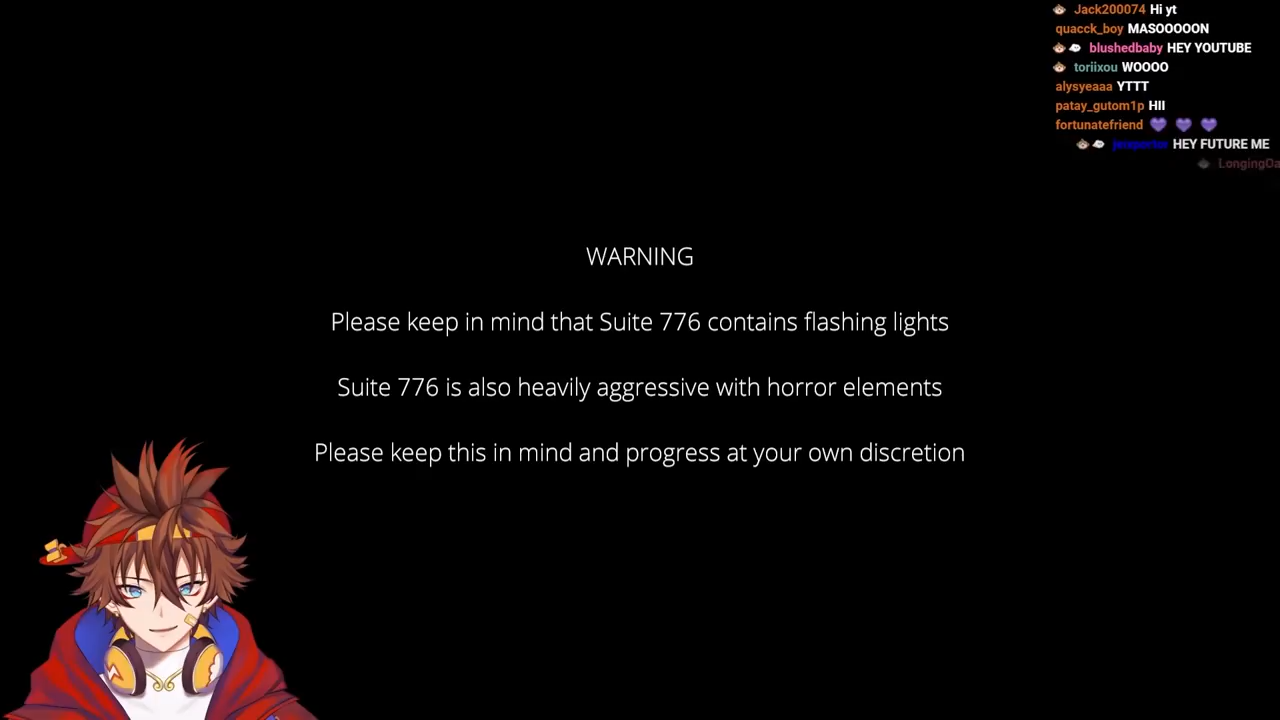 Jack200074 Hi yt
quacck_boy MASOOOOON
blushedbaby HEY YOUTUBE
toriixou WOOOO
alysyeaaa YTTT
patay_gutom1p HII
fortunatefriend
HEY FUTURE ME
WARNING
Please keep in mind that Suite 776 contains flashing lights
Suite 776 is also heavily aggressive with horror elements
Please keep this in mind and progress at your own discretion